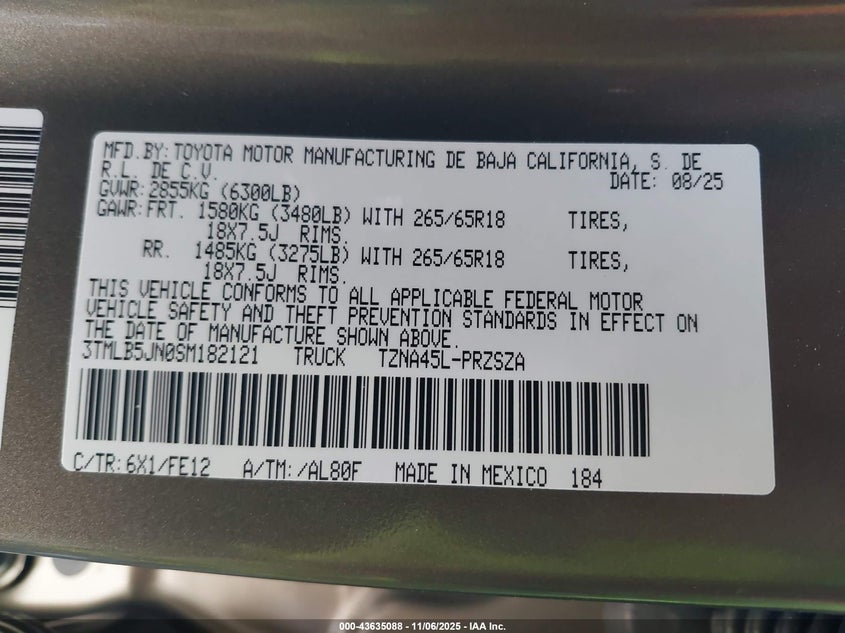 MFD.BY: TOYOTA MOTOR MANUFACTURING DE BAJA CALIFORNIA, S. DE
R.L. DE C.V.
DATE: 08/25
GVWR: 2855KG (6300LB)
GAWR: FRT. 1580KG (3480LB) WITH 265/65R18 TIRES,
18X7.5J RIMS.
RR. 1485KG (3275LB) WITH 265/65R18 TIRES,
18X7.5J RIMS.
THIS VEHICLE CONFORMS TO ALL APPLICABLE FEDERAL MOTOR
VEHICLE SAFETY AND THEFT PREVENTION STANDARDS IN EFFECT ON
THE DATE OF MANUFACTURE SHOWN ABOVE.
3TMLB5JN0SM182121 TRUCK TZNA45L-PRZSZA
C/TR: 6X1/FE12 A/TM: /AL80F MADE IN MEXICO 184
000-43635088 - 11/06/2025 - IAA Inc.